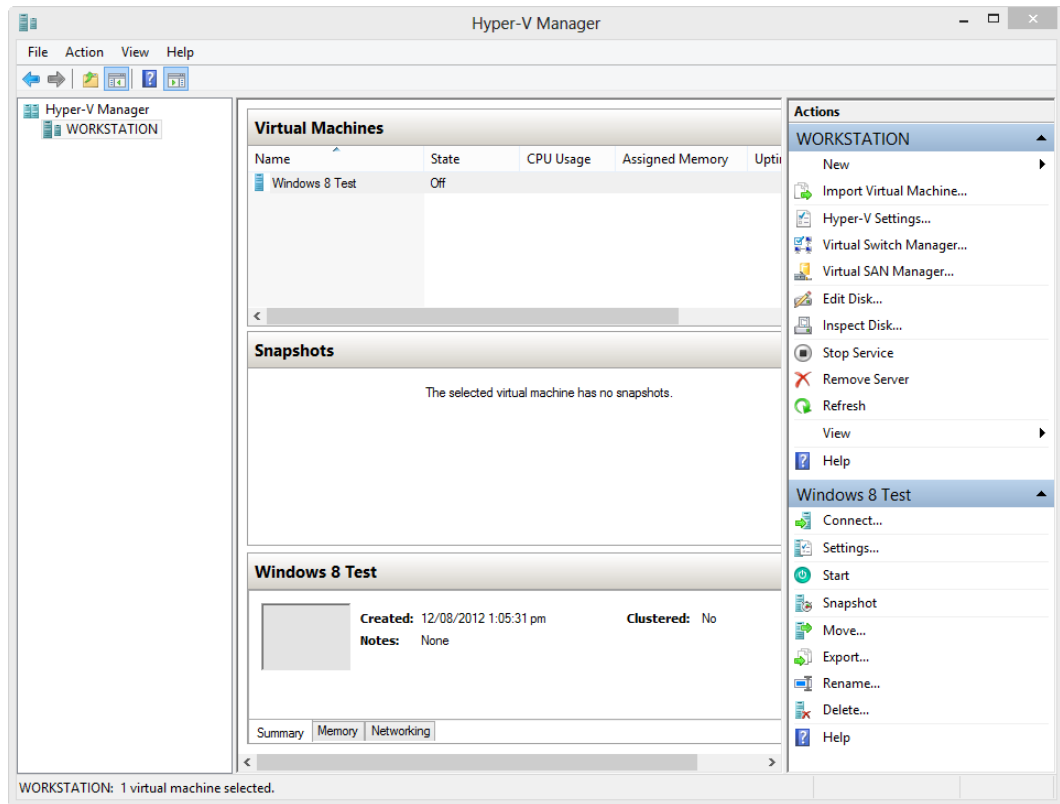 Hyper-V Manager
File Action View Help
Hyper-V Manager
WORKSTATION
Virtual Machines
Name State CPU Usage Assigned Memory Upti
Windows 8 Test Off
Snapshots
The selected virtual machine has no snapshots.
Windows 8 Test
Created: 12/08/2012 1:05:31 pm Clustered: No
Notes: None
Summary Memory Networking
Actions
WORKSTATION
New
Import Virtual Machine...
Hyper-V Settings...
Virtual Switch Manager...
Virtual SAN Manager...
Edit Disk...
Inspect Disk...
Stop Service
Remove Server
Refresh
View
Help
Windows 8 Test
Connect...
Settings...
Start
Snapshot
Move...
Export...
Rename...
Delete...
Help
WORKSTATION: 1 virtual machine selected.